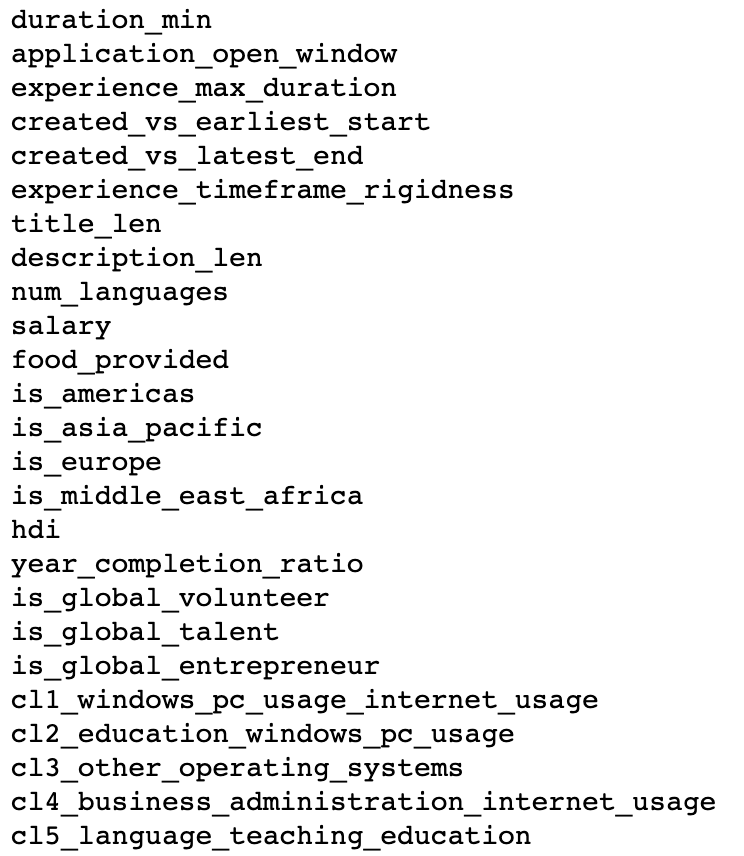 duration_min
application_open_window
experience_max_duration
created_vs_earliest_start
created_vs_latest_end
experience_timeframe_rigidness
title_len
description_len
num_languages
salary
food_provided
is_americas
is_asia_pacific
is_europe
is_middle_east_africa
hdi
year_completion_ratio
is_global_volunteer
is_global_talent
is_global_entrepreneur
cl1_windows_pc_usage_internet_usage
cl2_education_windows_pc_usage
cl3_other_operating_systems
cl4_business_administration_internet_usage
cl5_language_teaching_education